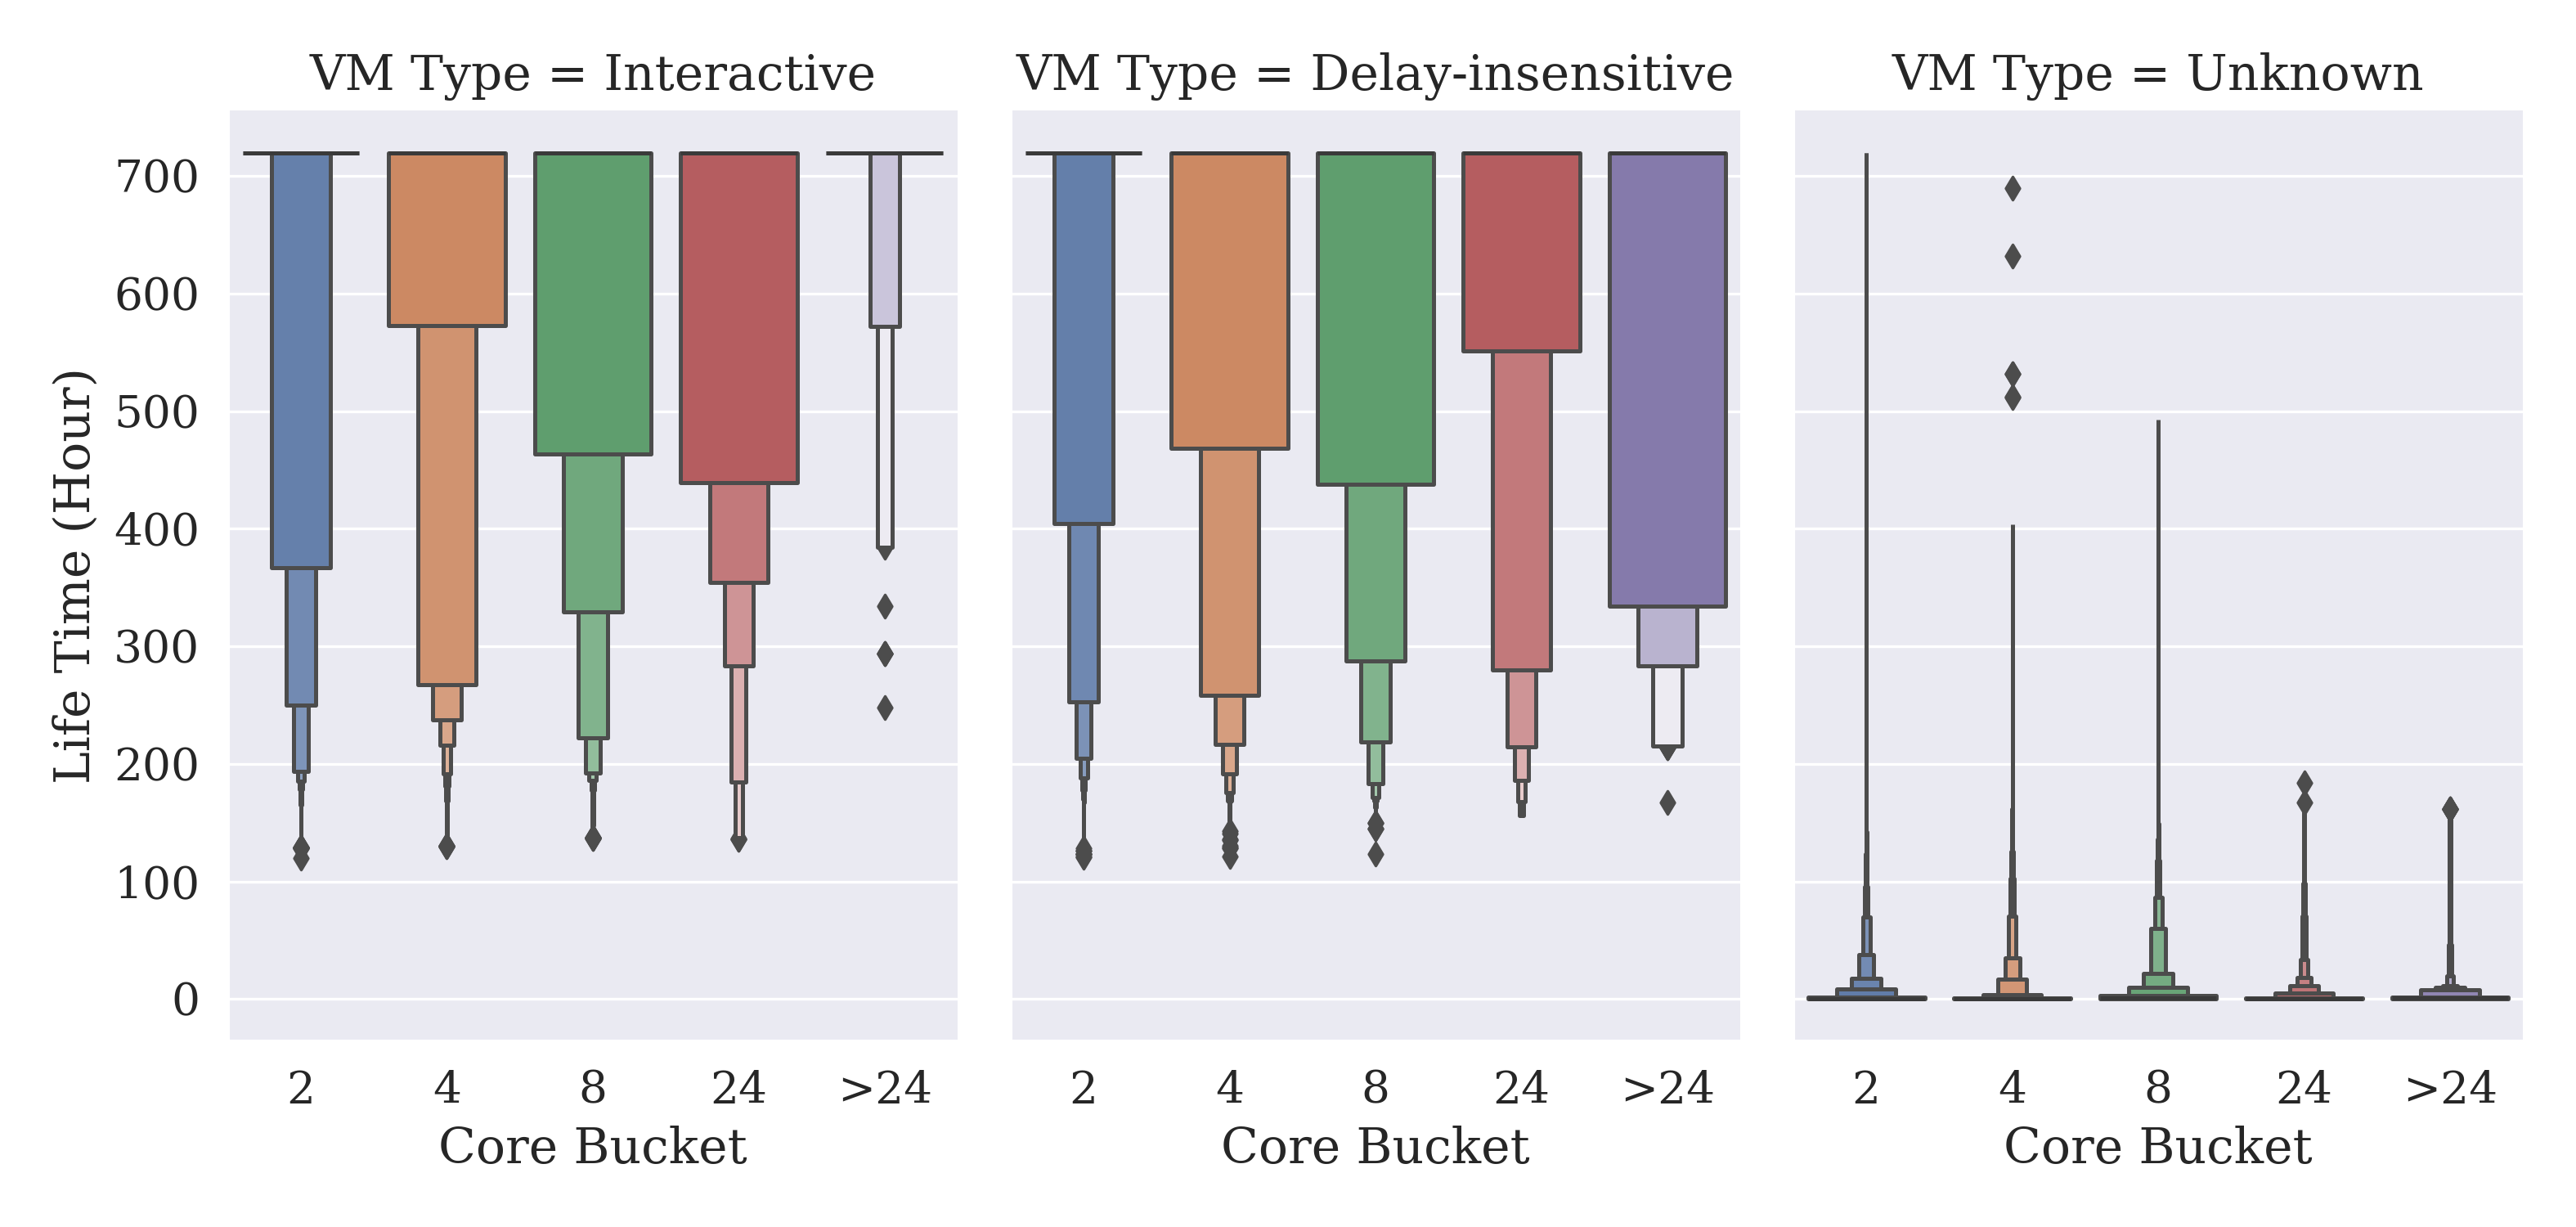 VM Type = Interactive
VM Type = Delay-insensitive
VM Type = Unknown
Life Time (Hour)
700
600
500
400
300
200
100
0
2 4 8 24 >24
2 4 8 24 >24
2 4 8 24 >24
Core Bucket
Core Bucket
Core Bucket